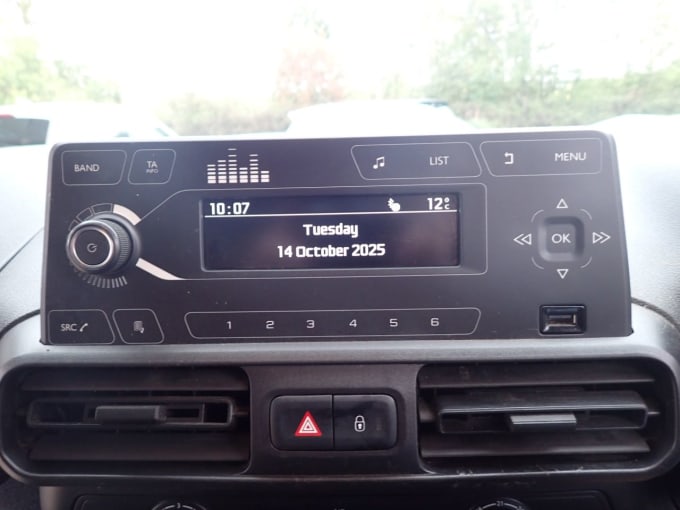 BAND
TA
INFO
LIST
MENU
10:07
12°C
Tuesday
14 October 2025
OK
SRC
1 2 3 4 5 6